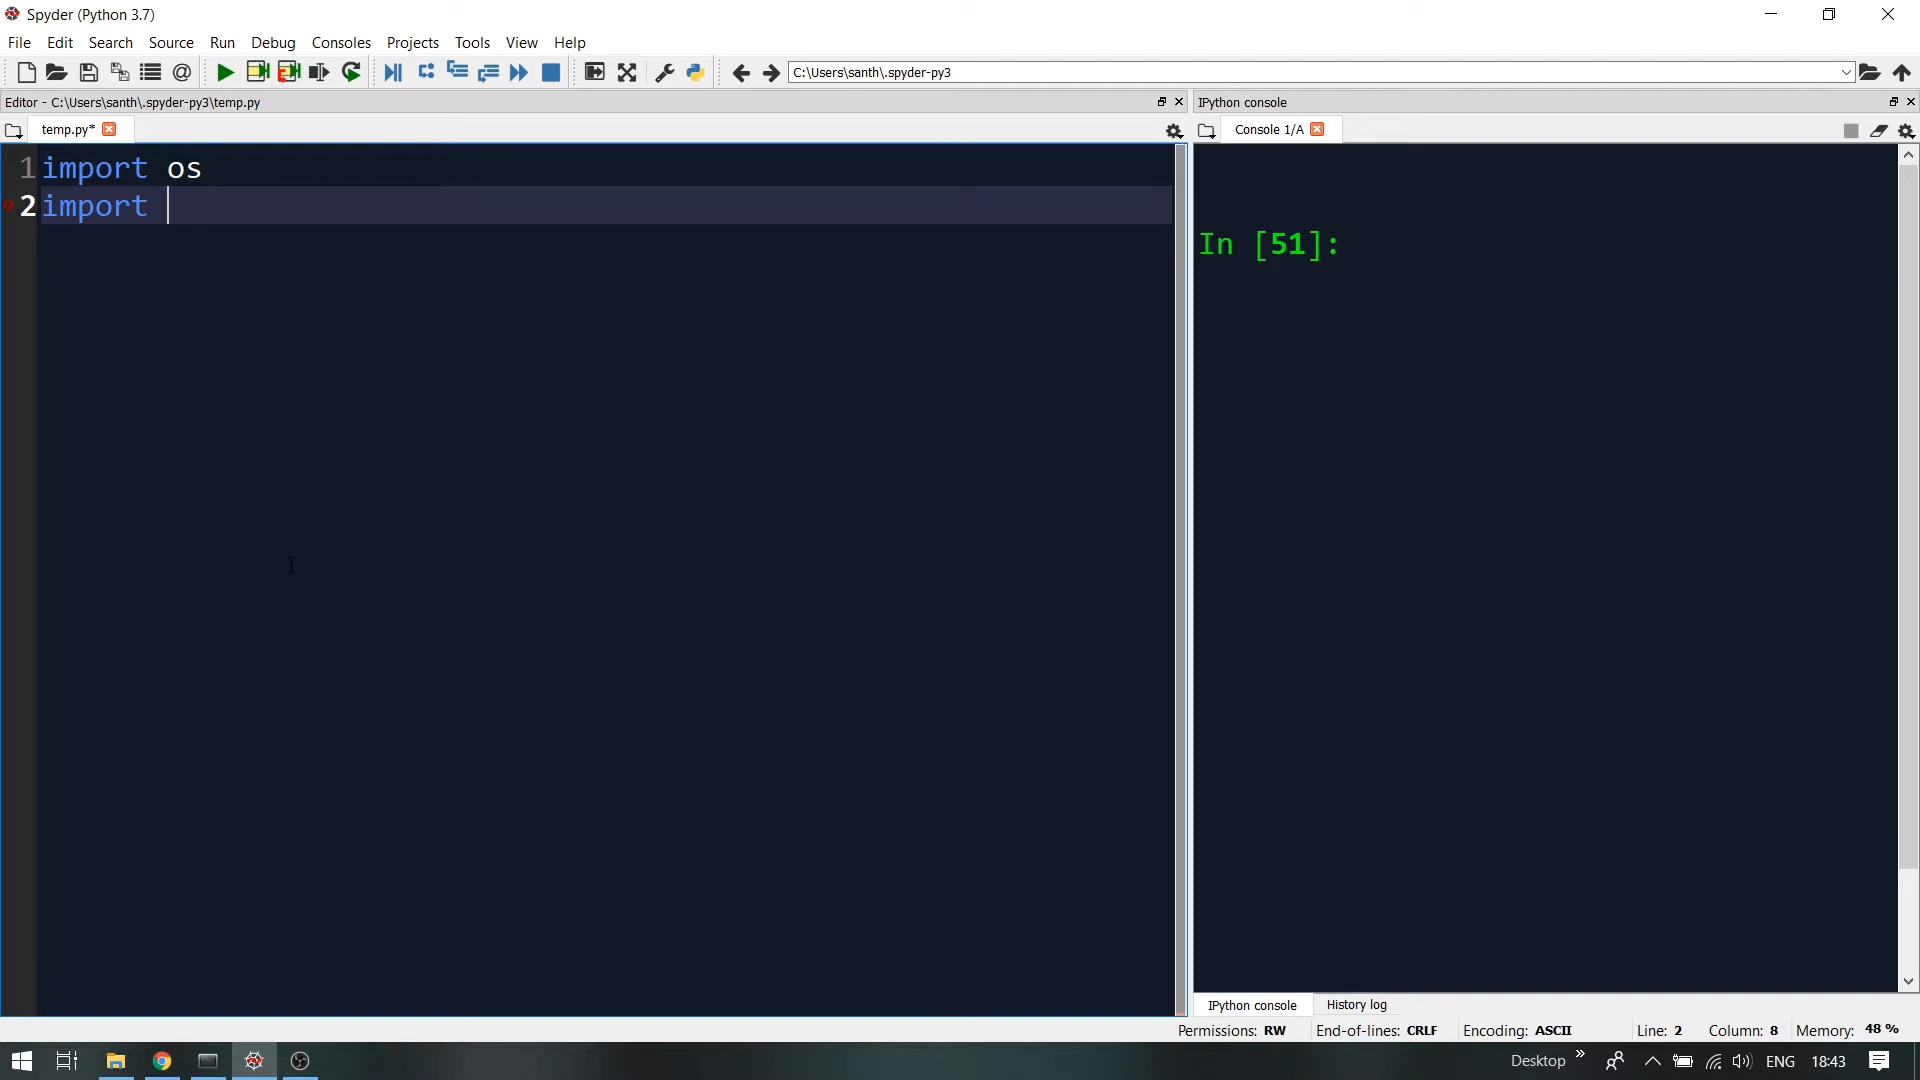 Spyder (Python 3.7)
File Edit Search Source Run Debug Consoles Projects Tools View Help
C:\Users\santh\.spyder-py3
Editor - C:\Users\santh\.spyder-py3\temp.py
IPython console
temp.py*
Console 1/A
1 import os
2 import
In [51]:
IPython console History log
Permissions: RW End-of-lines: CRLF Encoding: ASCII Line: 2 Column: 8 Memory: 48 %
Desktop » ENG 18:43